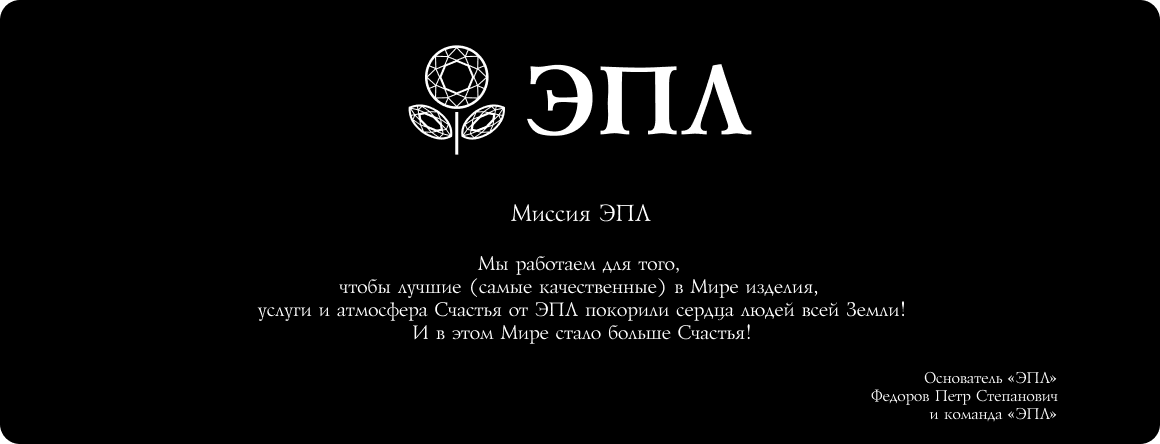 ЭПЛ
Миссия ЭПЛ
Мы работаем для того,
чтобы лучшие (самые качественные) в Мире изделия,
услуги и атмосфера Счастья от ЭПЛ покорили сердца людей всей Земли!
И в этом Мире стало больше Счастья!
Основатель «ЭПЛ»
Федоров Петр Степанович
и команда «ЭПЛ»